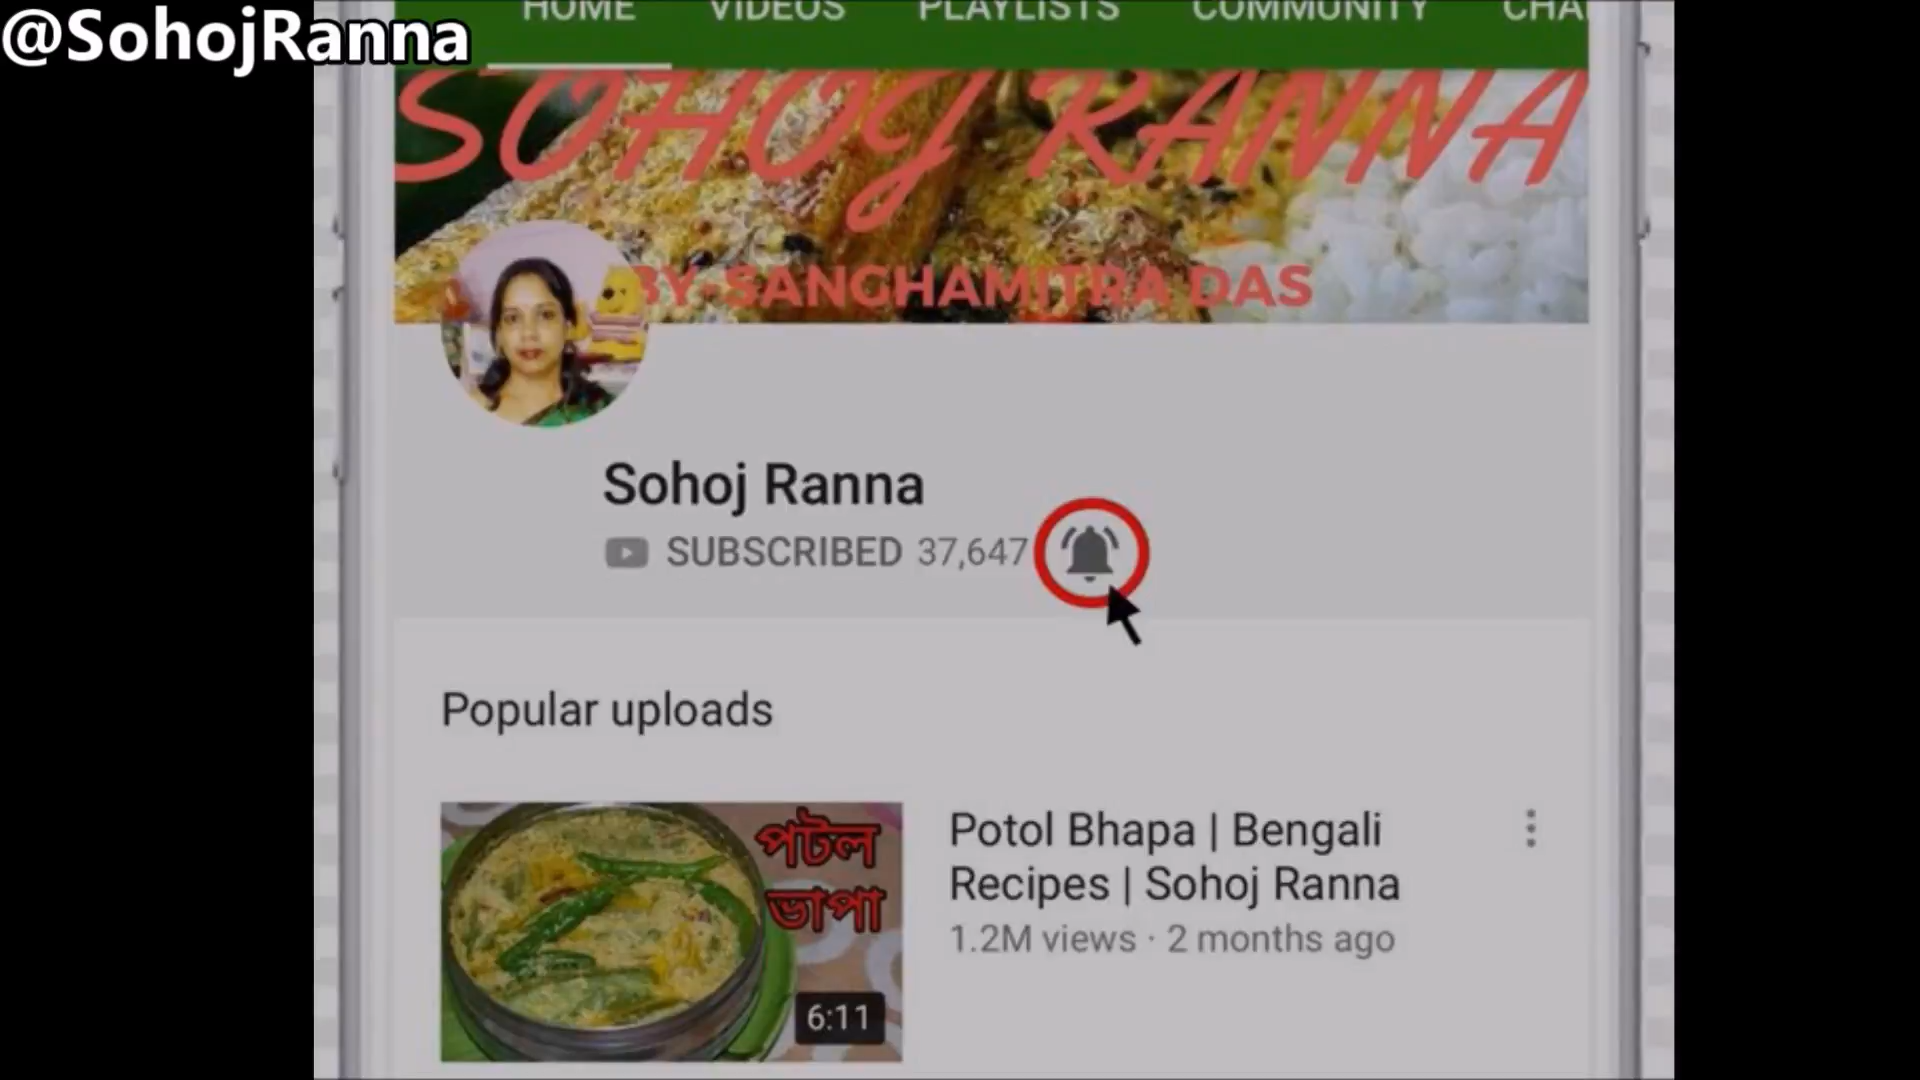 @SohojRanna
HOME VIDEOS PLAYLISTS COMMUNITY CHA
SOHOJ RANNA
BY-SANGHAMITRA DAS
Sohoj Ranna
SUBSCRIBED 37,647
Popular uploads
পটল
ভাপা
6:11
Potol Bhapa | Bengali
Recipes | Sohoj Ranna
1.2M views · 2 months ago